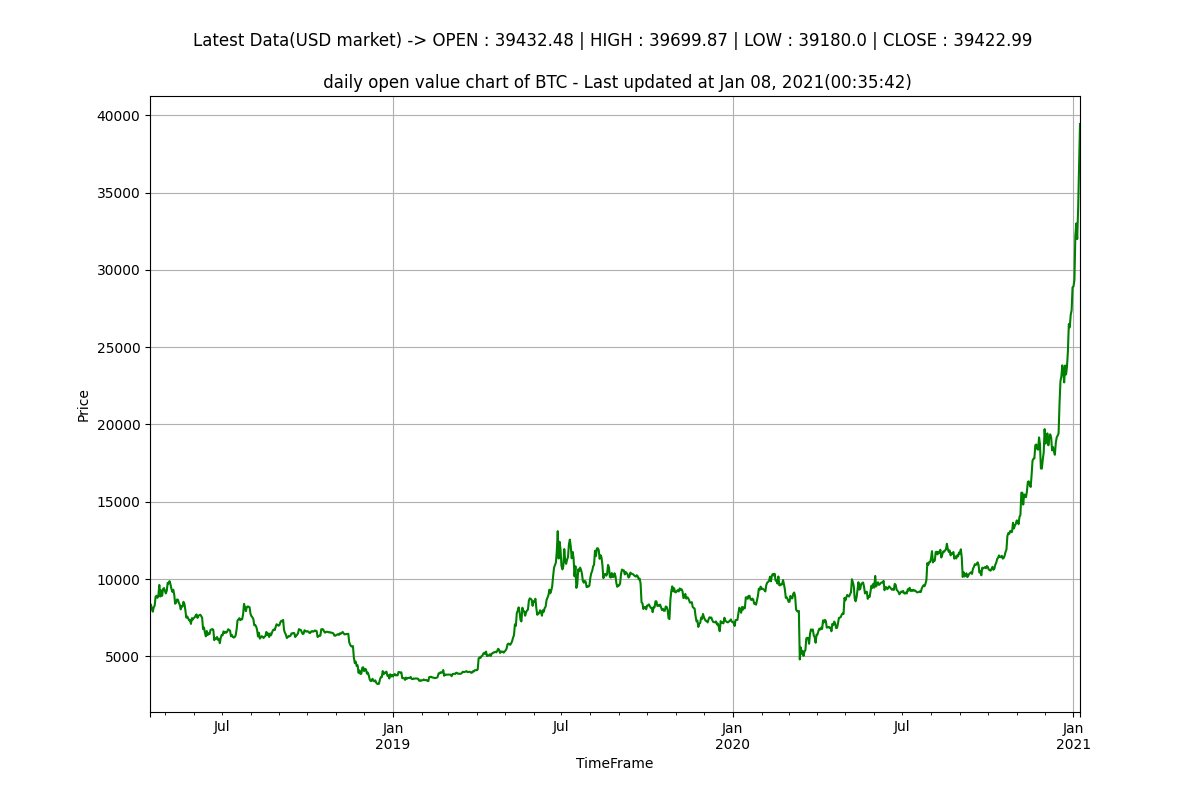 Latest Data(USD market) -> OPEN : 39432.48 | HIGH : 39699.87 | LOW : 39180.0 | CLOSE : 39422.99
daily open value chart of BTC - Last updated at Jan 08, 2021(00:35:42)
40000
35000
30000
25000
20000
15000
10000
5000
Price
Jul
Jan
2019
Jul
Jan
2020
Jul
Jan
2021
TimeFrame